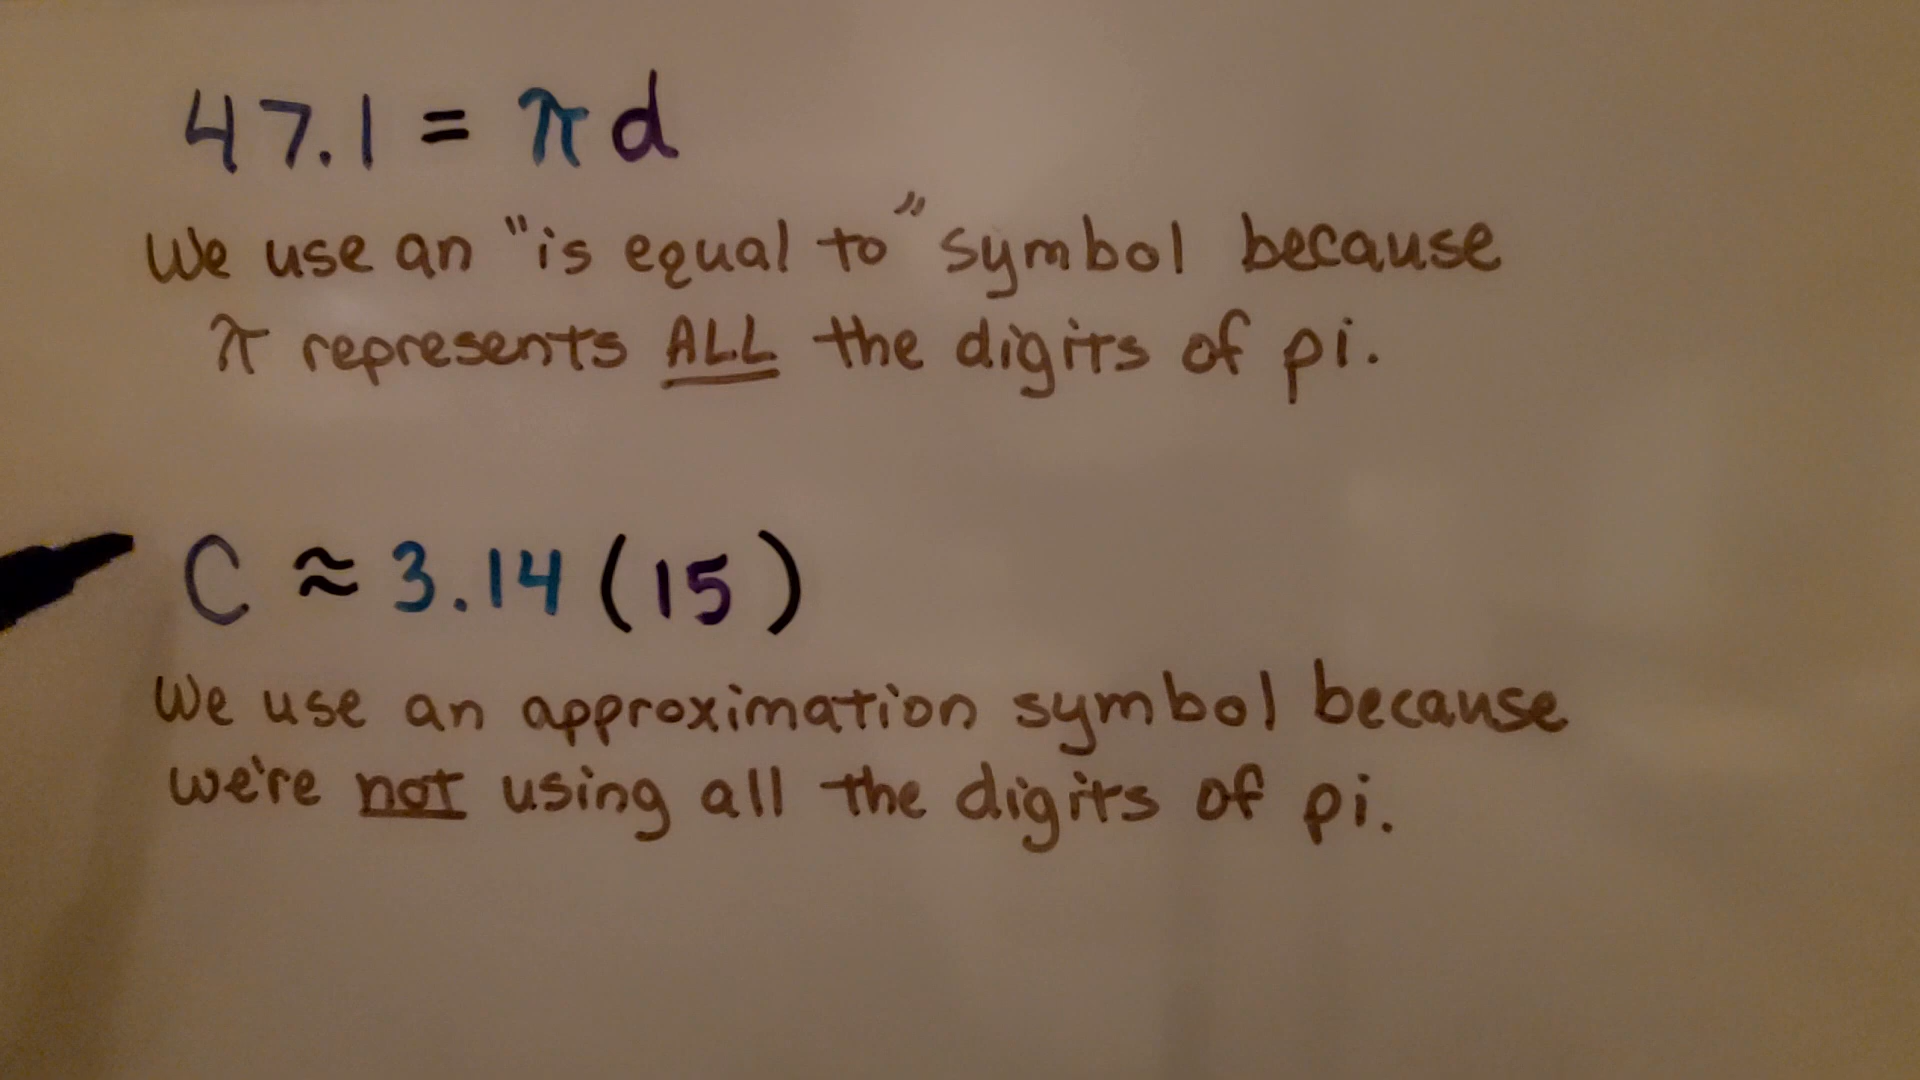 47.1 = πd
We use an "is equal to" symbol because
π represents ALL the digits of pi.
C ≈ 3.14 (15)
We use an approximation symbol because
we're not using all the digits of pi.